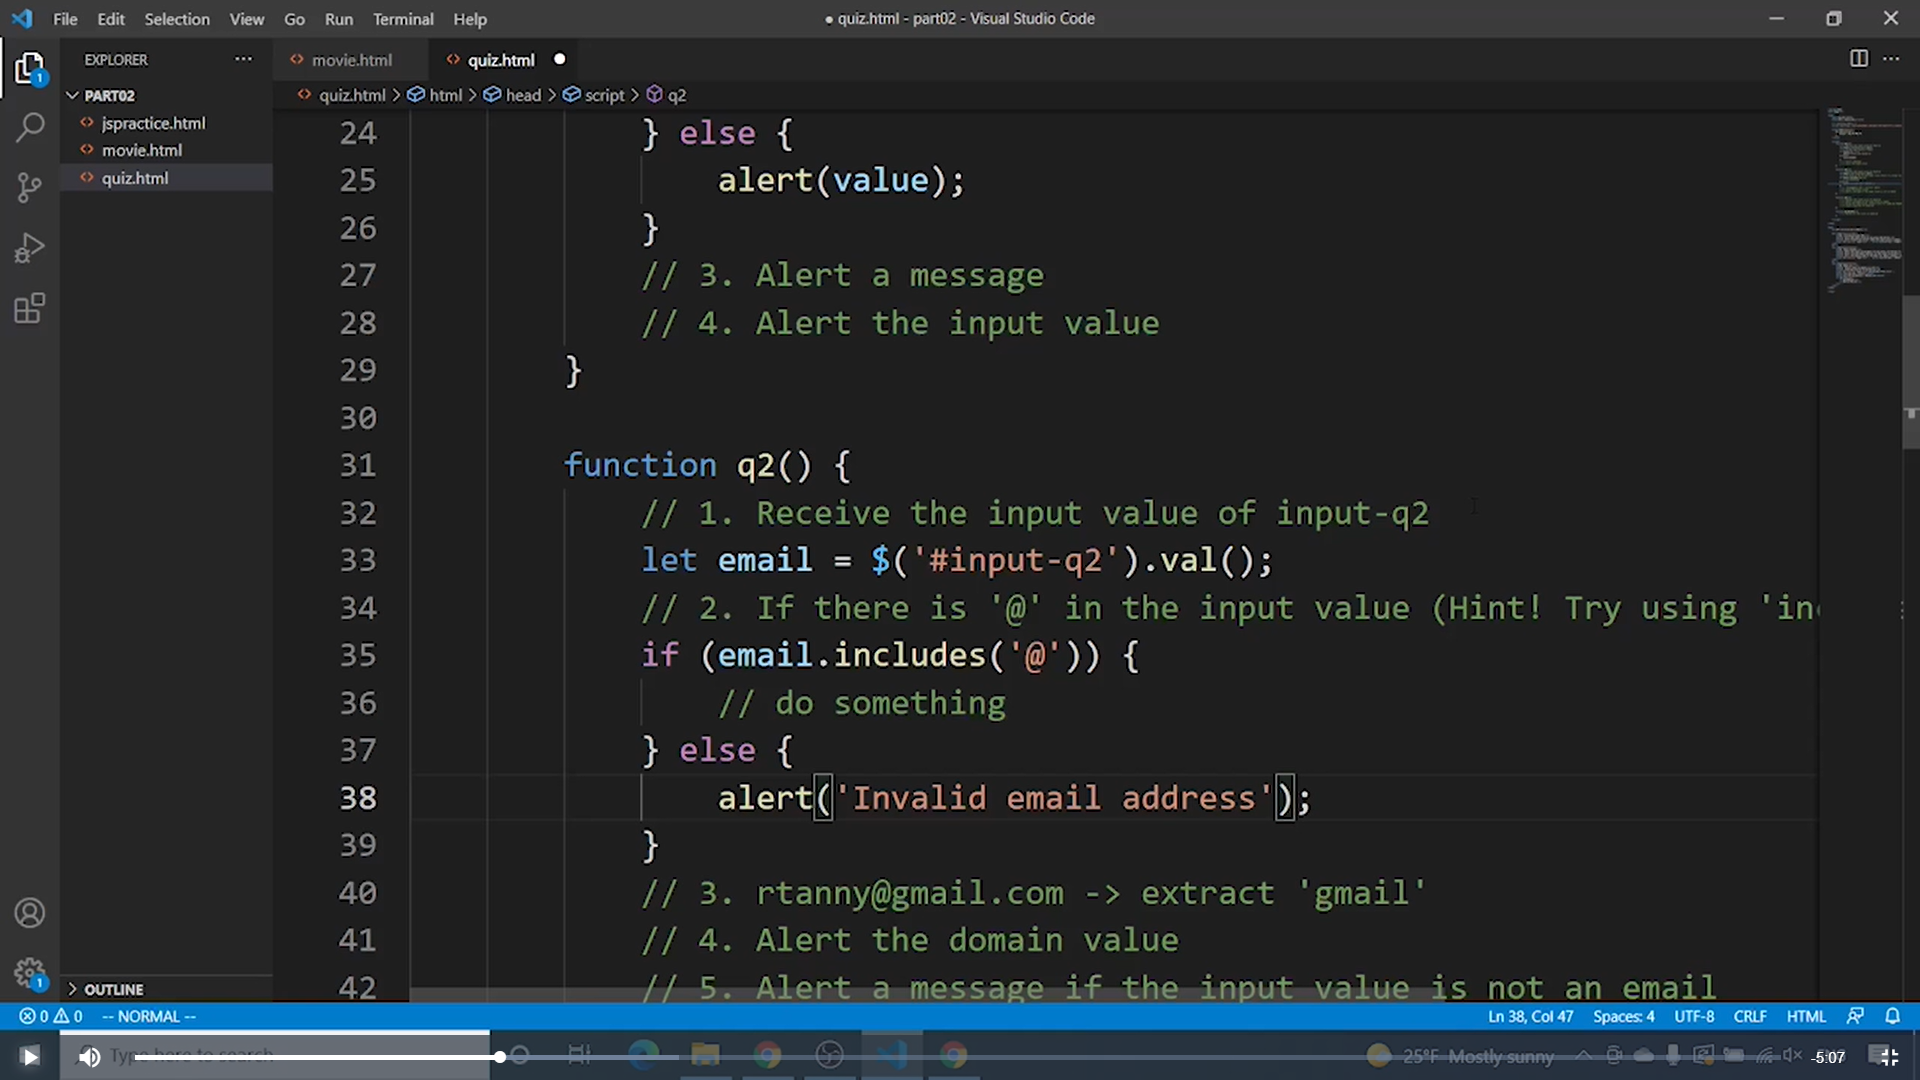 File Edit Selection View Go Run Terminal Help
● quiz.html - part02 - Visual Studio Code
EXPLORER
PART02
jspractice.html
movie.html
quiz.html
OUTLINE
movie.html
quiz.html
quiz.html > html > head > script > q2
24 } else {
25 alert(value);
26 }
27 // 3. Alert a message
28 // 4. Alert the input value
29 }
30
31 function q2() {
32 // 1. Receive the input value of input-q2
33 let email = $('#input-q2').val();
34 // 2. If there is '@' in the input value (Hint! Try using 'in
35 if (email.includes('@')) {
36 // do something
37 } else {
38 alert('Invalid email address');
39 }
40 // 3. rtanny@gmail.com -> extract 'gmail'
41 // 4. Alert the domain value
42 // 5. Alert a message if the input value is not an email
1
1
0 0 -- NORMAL --
Ln 38, Col 47 Spaces: 4 UTF-8 CRLF HTML
Type here to search
25°F Mostly sunny
-5:07